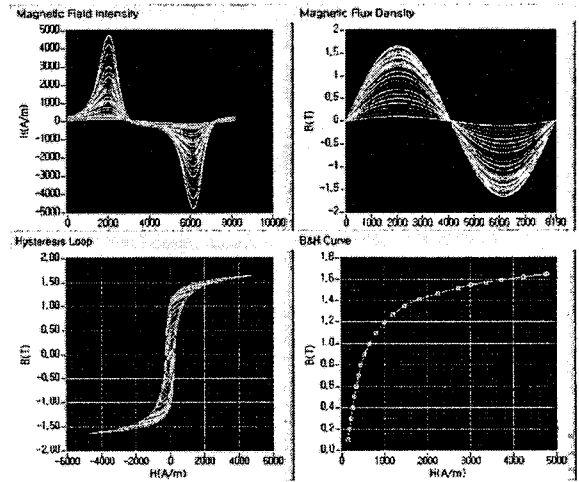 Magnetic Field Intensity
5000
4000
3000
2000
1000
0
-1000
-2000
-3000
-4000
-5000
H(A/m)
0 2000 4000 6000 8000 10000
Magnetic Flux Density
2
1.5
1
0.5
0
-0.5
-1
-1.5
-2
B(T)
0 1000 2000 3000 4000 5000 6000 7000 8190
Hysteresis Loop
2.00
1.50
1.00
0.50
0.00
-0.50
-1.00
-1.50
-2.00
B(T)
-6000 -4000 -2000 0 2000 4000 6000
H(A/m)
B&H Curve
1.8
1.6
1.4
1.2
1.0
0.8
0.6
0.4
0.2
0.0
B(T)
0 1000 2000 3000 4000 5000
H(A/m)